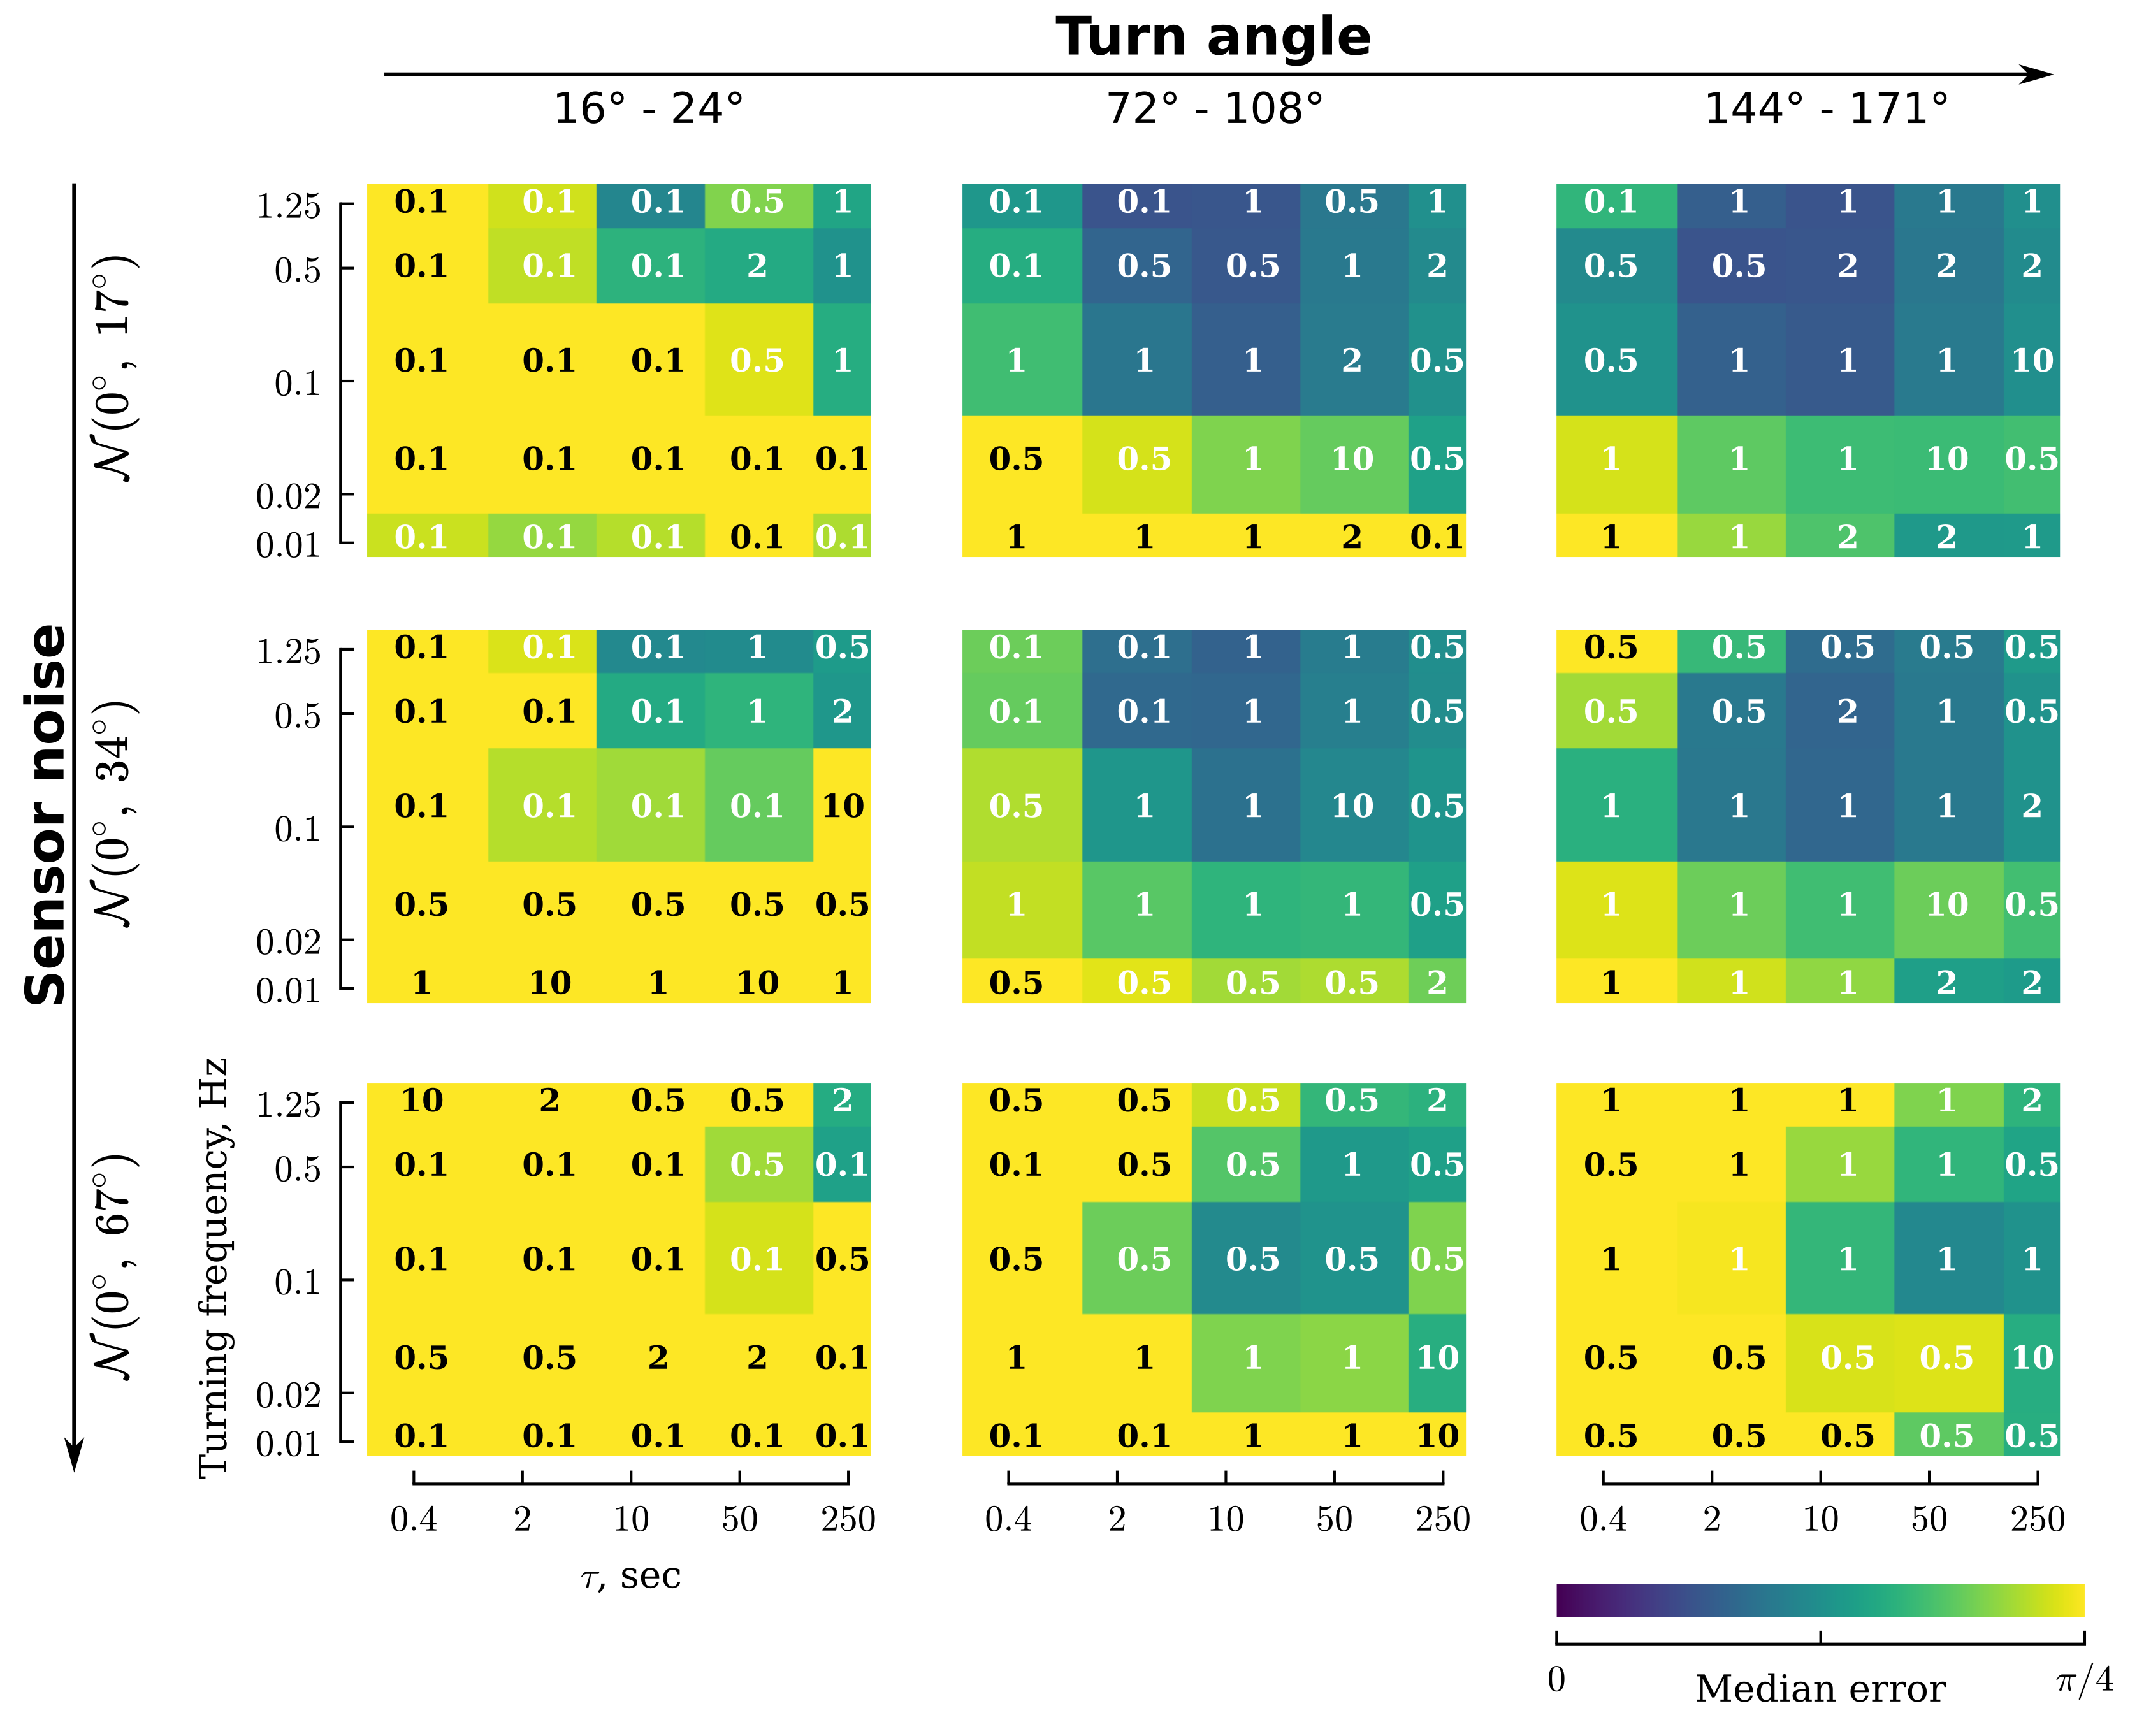 Turn angle
16° - 24° 72° - 108° 144° - 171°
Sensor noise
𝒩(0°, 17°)
1.25 0.1 0.1 0.1 0.5 1 0.1 0.1 1 0.5 1 0.1 1 1 1 1
0.5 0.1 0.1 0.1 2 1 0.1 0.5 0.5 1 2 0.5 0.5 2 2 2
0.1 0.1 0.1 0.1 0.5 1 1 1 1 2 0.5 0.5 1 1 1 10
0.02 0.1 0.1 0.1 0.1 0.1 0.5 0.5 1 10 0.5 1 1 1 10 0.5
0.01 0.1 0.1 0.1 0.1 0.1 1 1 1 2 0.1 1 1 2 2 1
𝒩(0°, 34°)
1.25 0.1 0.1 0.1 1 0.5 0.1 0.1 1 1 0.5 0.5 0.5 0.5 0.5 0.5
0.5 0.1 0.1 0.1 1 2 0.1 0.1 1 1 0.5 0.5 0.5 2 1 0.5
0.1 0.1 0.1 0.1 0.1 10 0.5 1 1 10 0.5 1 1 1 1 2
0.02 0.5 0.5 0.5 0.5 0.5 1 1 1 1 0.5 1 1 1 10 0.5
0.01 1 10 1 10 1 0.5 0.5 0.5 0.5 2 1 1 1 2 2
𝒩(0°, 67°)
Turning frequency, Hz
1.25 10 2 0.5 0.5 2 0.5 0.5 0.5 0.5 2 1 1 1 1 2
0.5 0.1 0.1 0.1 0.5 0.1 0.1 0.5 0.5 1 0.5 0.5 1 1 1 0.5
0.1 0.1 0.1 0.1 0.1 0.5 0.5 0.5 0.5 0.5 0.5 1 1 1 1 1
0.02 0.5 0.5 2 2 0.1 1 1 1 1 10 0.5 0.5 0.5 0.5 10
0.01 0.1 0.1 0.1 0.1 0.1 0.1 0.1 1 1 10 0.5 0.5 0.5 0.5 0.5
0.4 2 10 50 250 0.4 2 10 50 250 0.4 2 10 50 250
τ, sec
0 π/4
Median error